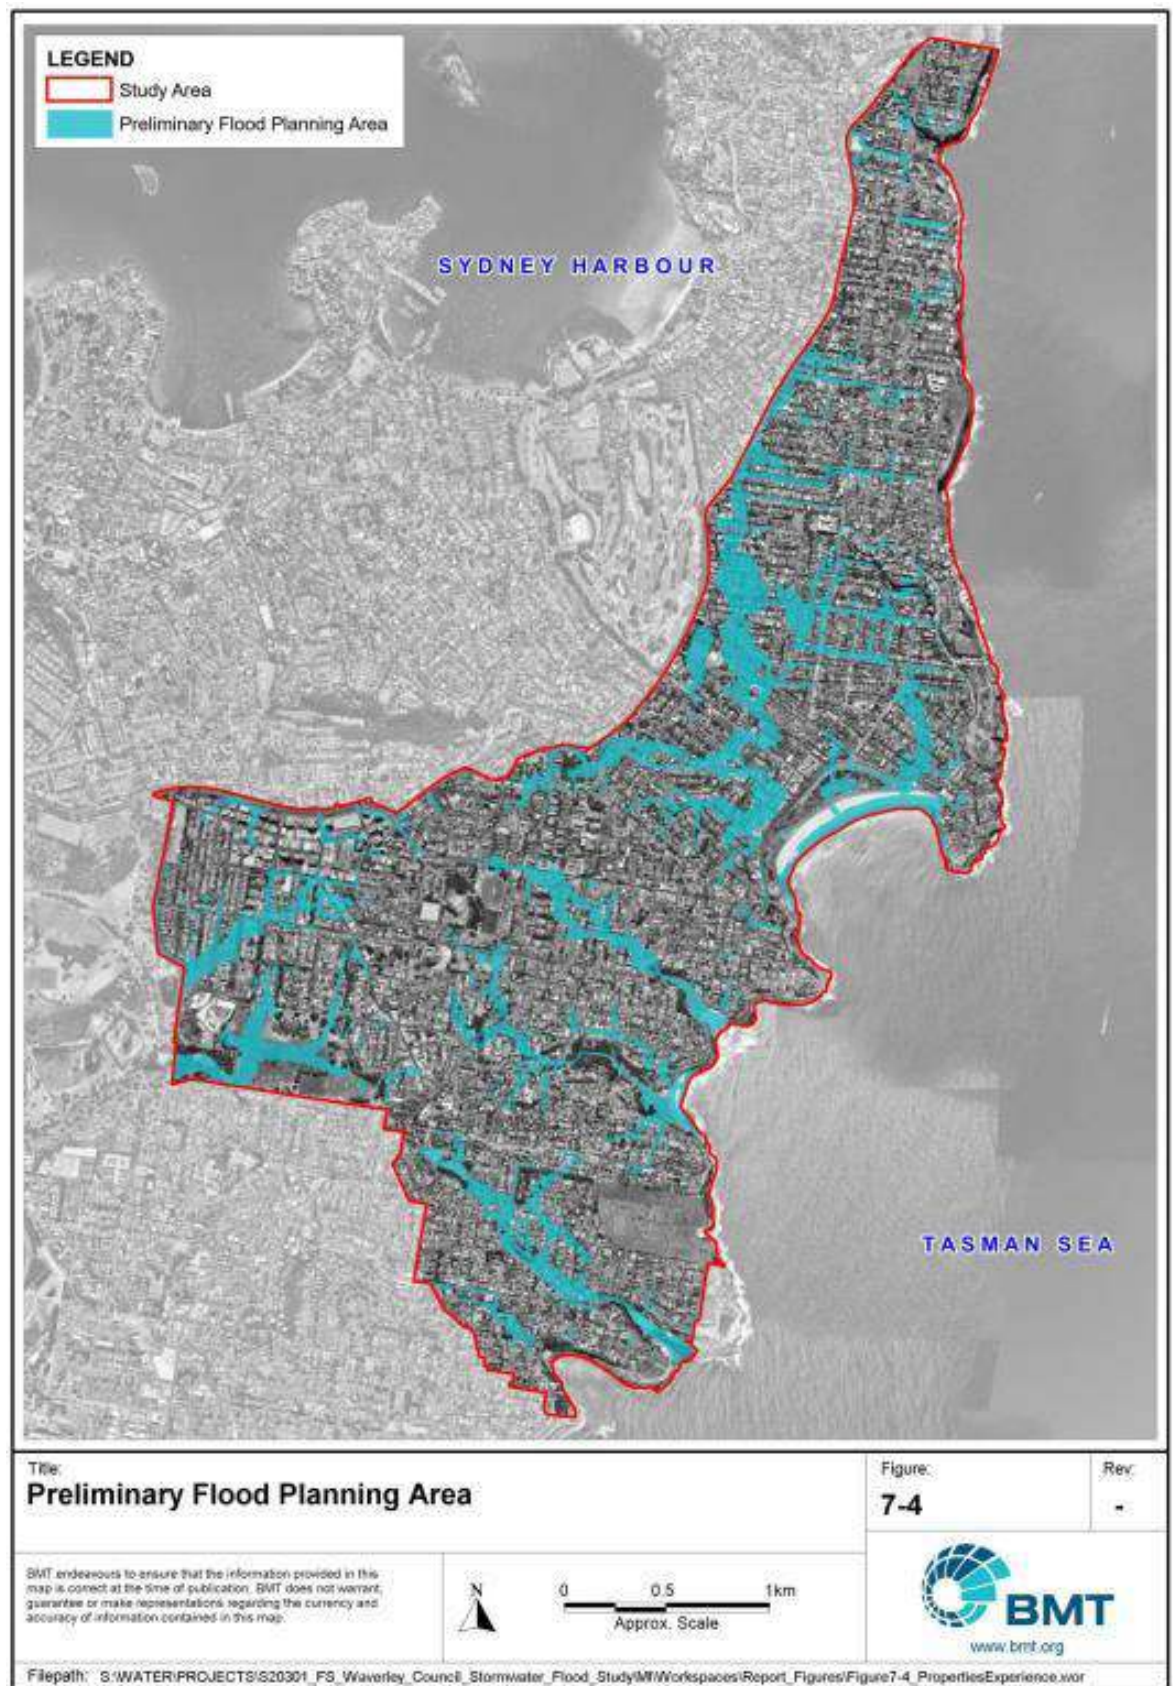 LEGEND
Study Area
Preliminary Flood Planning Area
SYDNEY HARBOUR
TASMAN SEA
Title:
Preliminary Flood Planning Area
Figure:
7-4
Rev:
-
BMT endeavours to ensure that the information provided in this
map is correct at the time of publication. BMT does not warrant,
guarantee or make representations regarding the currency and
accuracy of information contained in this map.
N
0 0.5 1km
Approx. Scale
BMT
www.bmt.org
Filepath: S:\WATER\PROJECTS\S20301_FS_Waverley_Council_Stormwater_Flood_Study\MI\Workspaces\Report_Figures\Figure7-4_PropertiesExperience.wor